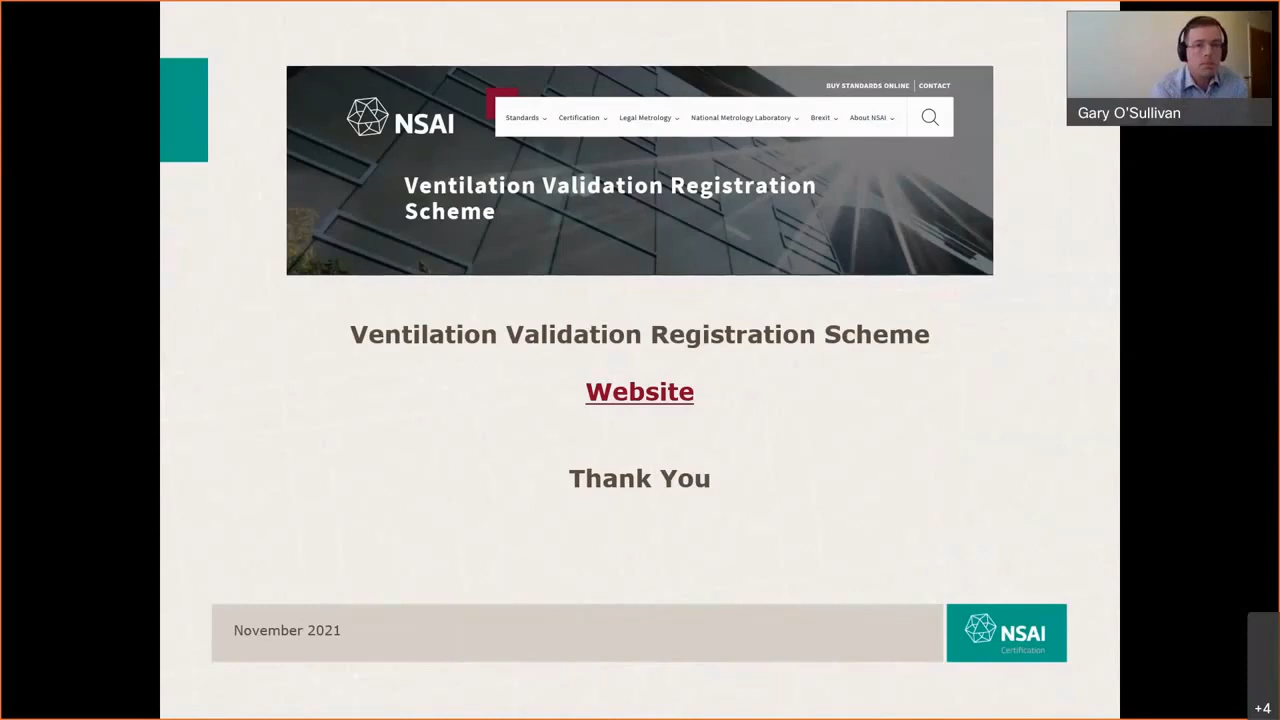 BUY STANDARDS ONLINE CONTACT
NSAI
Standards Certification Legal Metrology National Metrology Laboratory Brexit About NSAI
Ventilation Validation Registration
Scheme
Gary O'Sullivan
Ventilation Validation Registration Scheme
Website
Thank You
November 2021
NSAI
Certification
+4